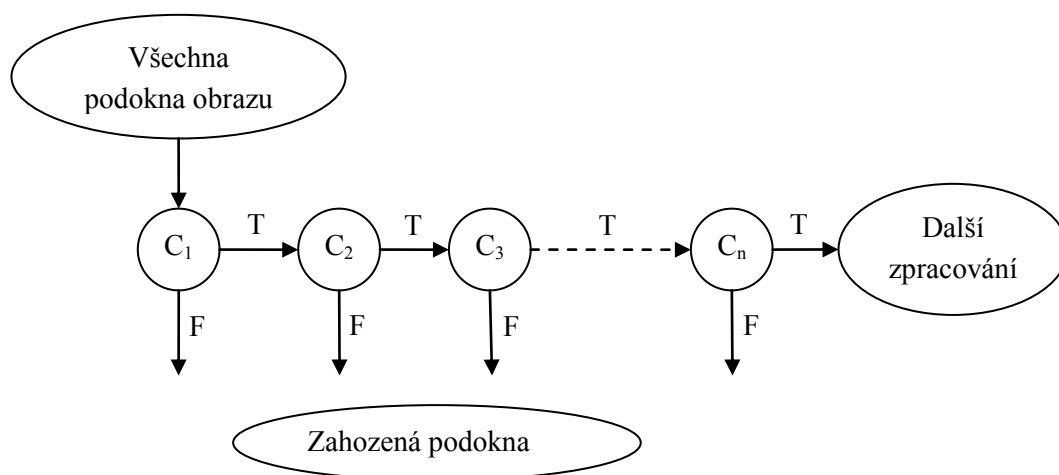 Všechna
podokna obrazu
C₁ T C₂ T C₃ T Cₙ T
Další
zpracování
F F F F
Zahozená podokna